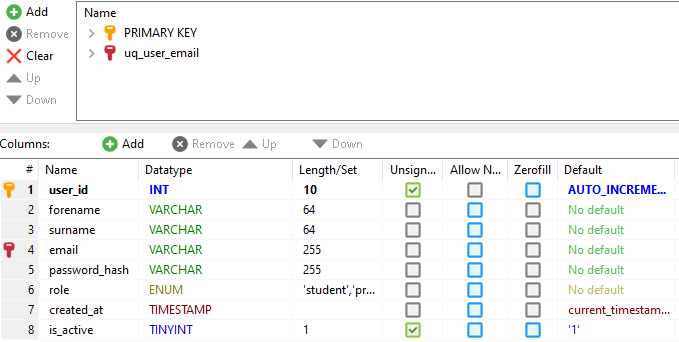 Add
Name
Remove
PRIMARY KEY
Clear
uq_user_email
Up
Down
Columns: Add Remove Up Down
# Name Datatype Length/Set Unsign... Allow N... Zerofill Default
1 user_id INT 10 AUTO_INCREME...
2 forename VARCHAR 64 No default
3 surname VARCHAR 64 No default
4 email VARCHAR 255 No default
5 password_hash VARCHAR 255 No default
6 role ENUM 'student','pr... No default
7 created_at TIMESTAMP current_timestam...
8 is_active TINYINT 1 '1'